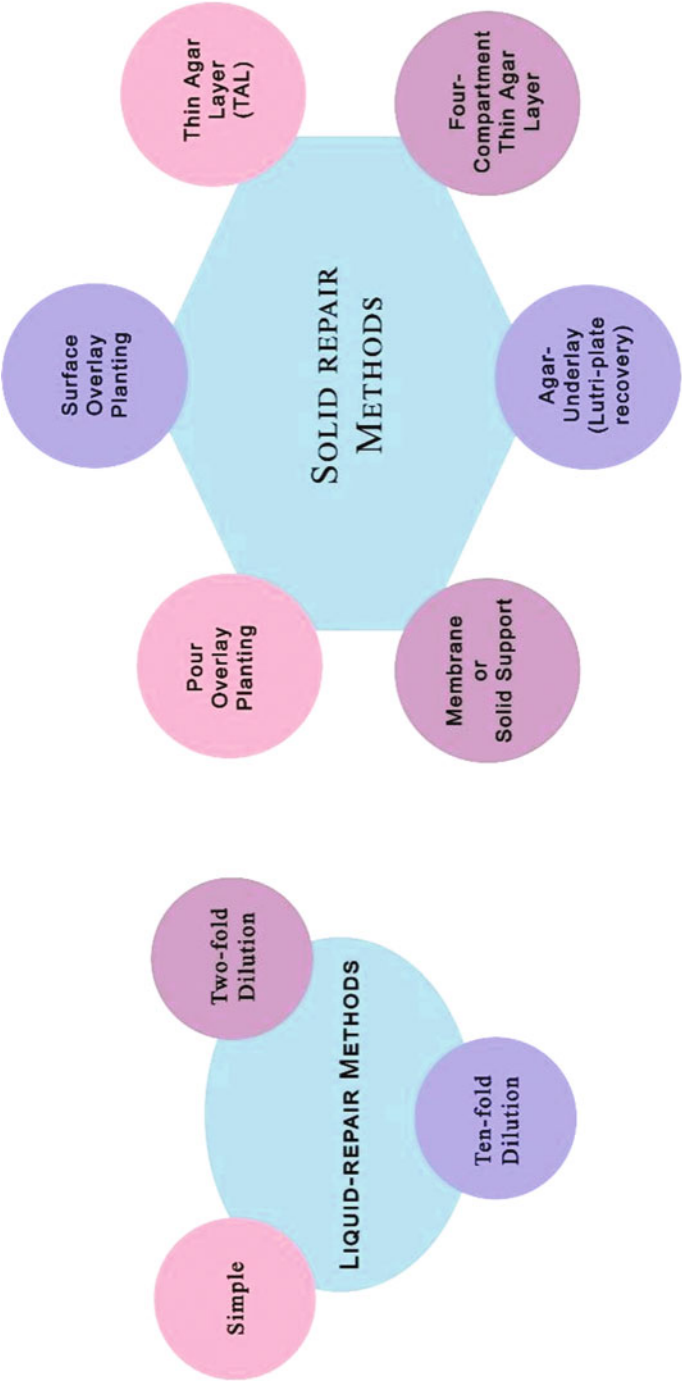 Simple
Two-fold
Dilution
LIQUID-REPAIR METHODS
Ten-fold
Dilution
Pour
Overlay
Planting
Surface
Overlay
Planting
Thin Agar
Layer
(TAL)
SOLID REPAIR
METHODS
Membrane
or
Solid Support
Agar-
Underlay
(Lutri-plate
recovery)
Four-
Compartment
Thin Agar
Layer